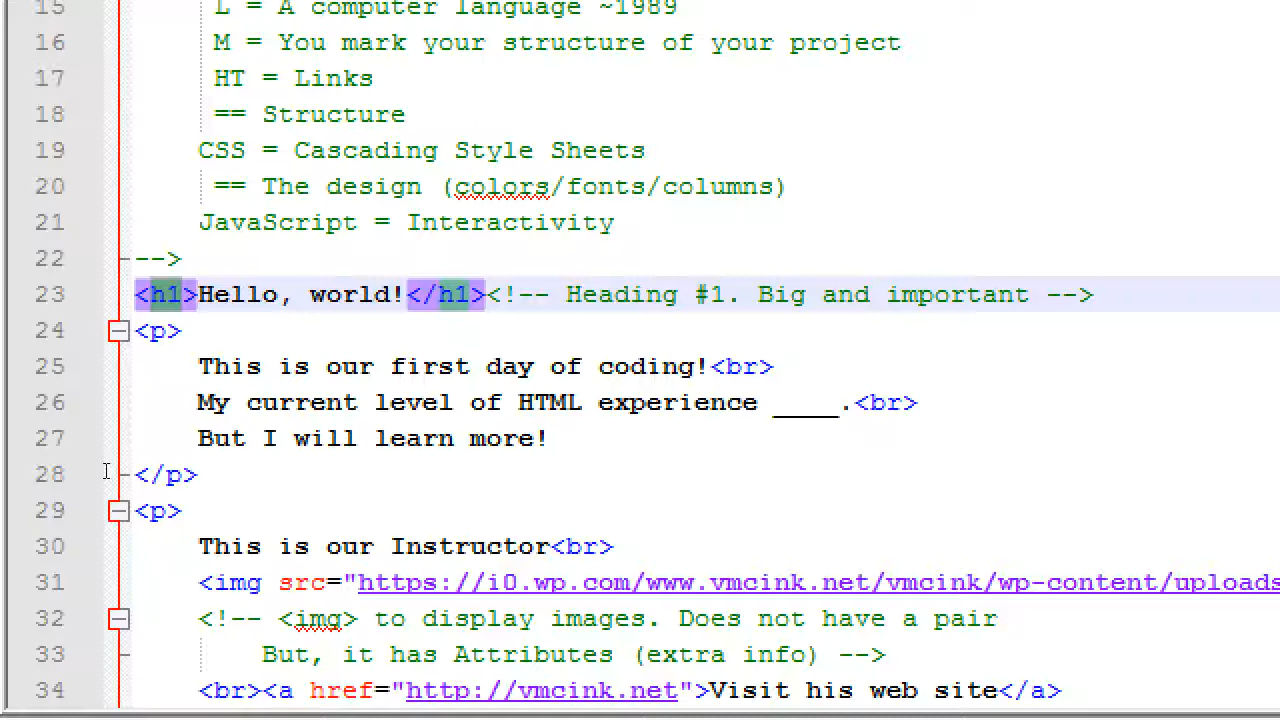 15 L = A computer language ~1989
16 M = You mark your structure of your project
17 HT = Links
18 == Structure
19 CSS = Cascading Style Sheets
20 == The design (colors/fonts/columns)
21 JavaScript = Interactivity
22 -->
23 <h1>Hello, world!</h1><!-- Heading #1. Big and important -->
24 <p>
25 This is our first day of coding!<br>
26 My current level of HTML experience ____.<br>
27 But I will learn more!
28 </p>
29 <p>
30 This is our Instructor<br>
31 <img src="https://i0.wp.com/www.vmcink.net/vmcink/wp-content/uploads
32 <!-- <img> to display images. Does not have a pair
33 But, it has Attributes (extra info) -->
34 <br><a href="http://vmcink.net">Visit his web site</a>